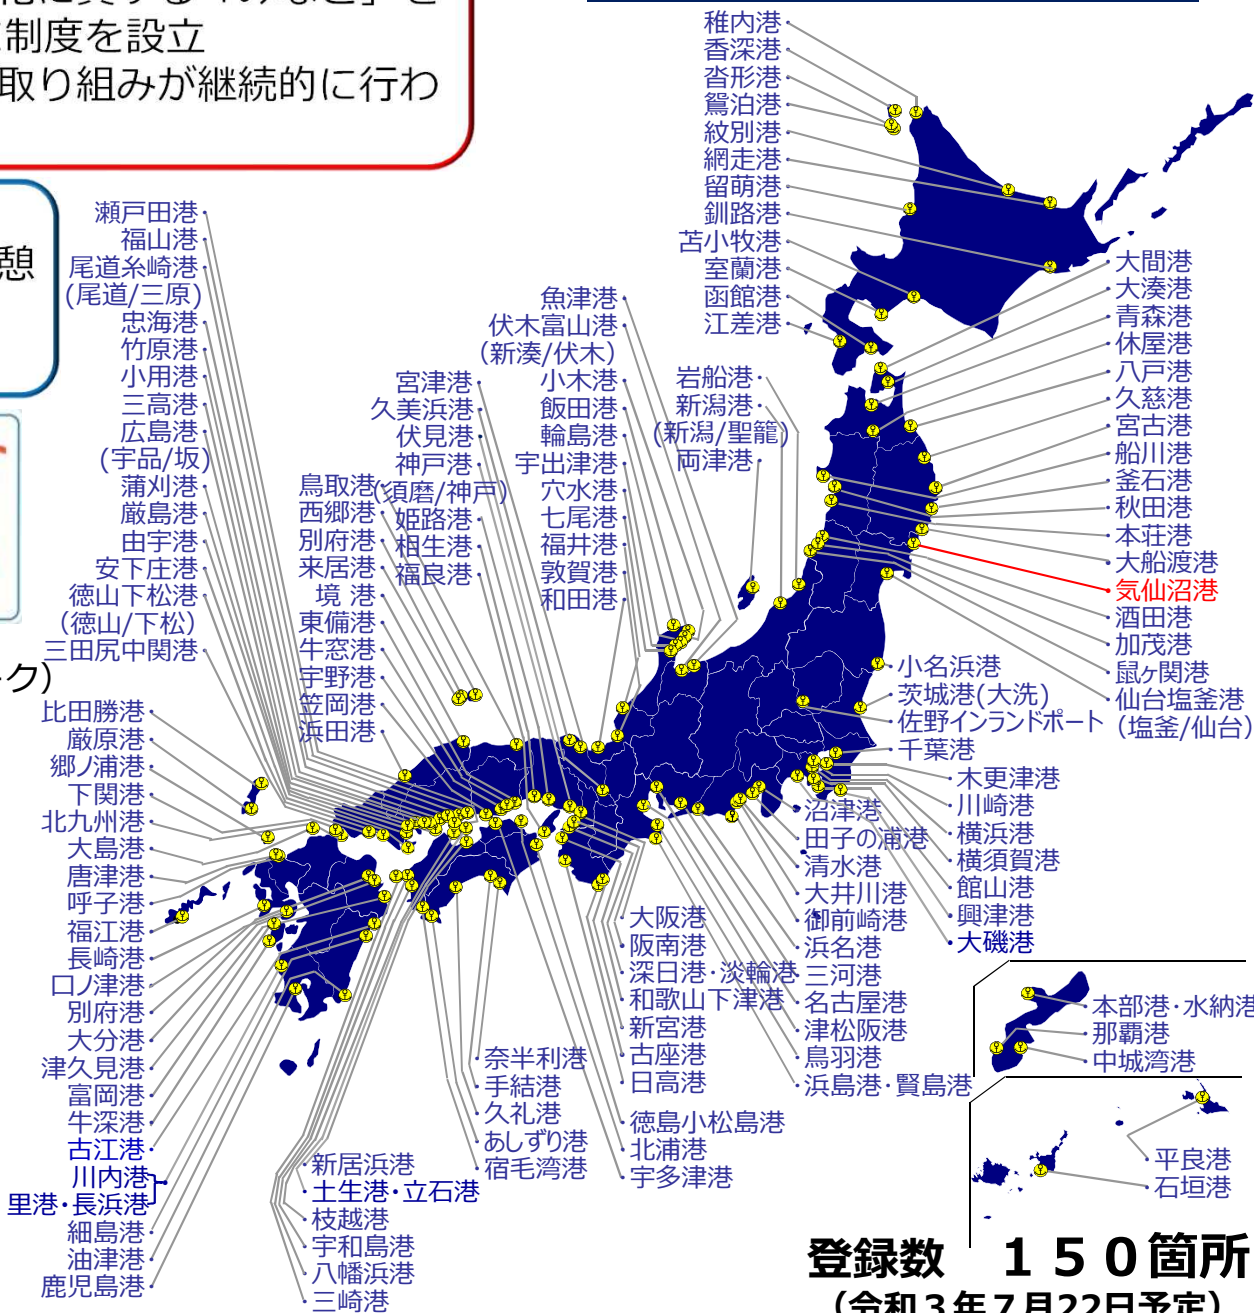 制度を設立
取り組みが継続的に行わ
憩
ク）
稚内港
香深港
沓形港
鴛泊港
紋別港
網走港
留萌港
釧路港
苫小牧港
室蘭港
函館港
江差港
大間港
大湊港
青森港
休屋港
八戸港
久慈港
宮古港
船川港
釜石港
秋田港
本荘港
大船渡港
気仙沼港
酒田港
加茂港
鼠ヶ関港
仙台塩釜港
(塩釜/仙台)
瀬戸田港
福山港
尾道糸崎港
(尾道/三原)
忠海港
竹原港
小用港
三高港
広島港
(宇品/坂)
蒲刈港
厳島港
由宇港
安下庄港
徳山下松港
(徳山/下松)
三田尻中関港
魚津港
伏木富山港
(新湊/伏木)
小木港
飯田港
輪島港
宇出津港
穴水港
七尾港
福井港
敦賀港
和田港
岩船港
新潟港
(新潟/聖籠)
両津港
宮津港
久美浜港
伏見港
神戸港
(須磨/神戸)
姫路港
相生港
福良港
鳥取港
西郷港
別府港
来居港
境 港
東備港
牛窓港
宇野港
笠岡港
浜田港
比田勝港
厳原港
郷ノ浦港
下関港
北九州港
大島港
唐津港
呼子港
福江港
長崎港
口ノ津港
別府港
大分港
津久見港
富岡港
牛深港
古江港
川内港
里港・長浜港
細島港
油津港
鹿児島港
小名浜港
茨城港(大洗)
佐野インランドポート
千葉港
木更津港
川崎港
横浜港
横須賀港
館山港
興津港
大磯港
沼津港
田子の浦港
清水港
大井川港
御前崎港
浜名港
三河港
名古屋港
津松阪港
鳥羽港
浜島港・賢島港
大阪港
阪南港
深日港・淡輪港
和歌山下津港
新宮港
古座港
日高港
徳島小松島港
北浦港
宇多津港
奈半利港
手結港
久礼港
あしずり港
宿毛湾港
新居浜港
土生港・立石港
枝越港
宇和島港
八幡浜港
三崎港
本部港・水納港
那覇港
中城湾港
平良港
石垣港
登録数 １５０箇所
（令和３年７月22日予定）